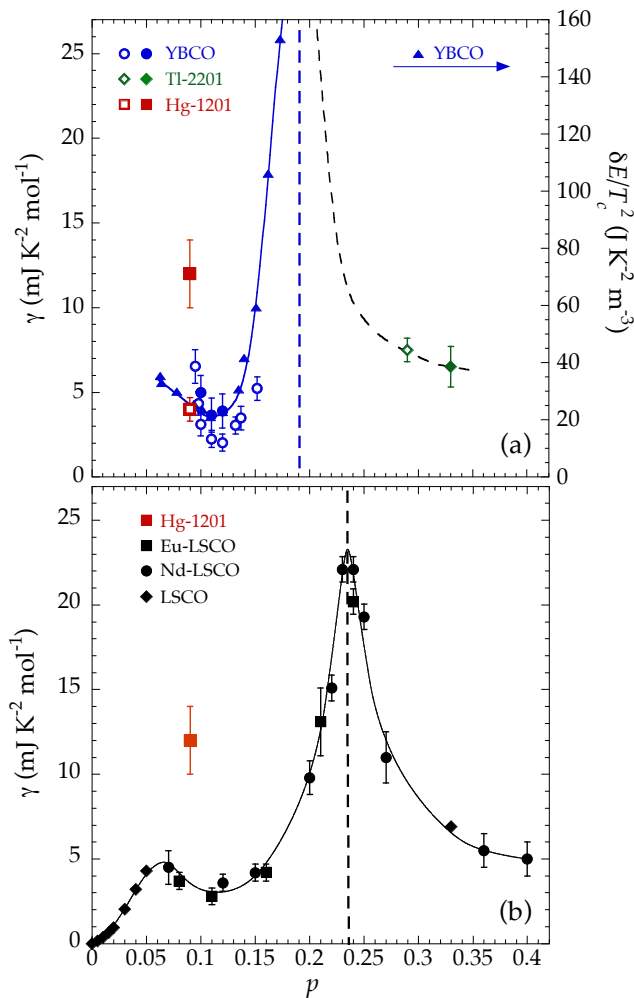 25
20
15
10
5
0
γ (mJ K⁻² mol⁻¹)
YBCO
Tl-2201
Hg-1201
YBCO
160
140
120
100
80
60
40
20
0
δE/T_c² (J K⁻² m⁻³)
(a)
25
20
15
10
5
0
γ (mJ K⁻² mol⁻¹)
Hg-1201
Eu-LSCO
Nd-LSCO
LSCO
(b)
0 0.05 0.1 0.15 0.2 0.25 0.3 0.35 0.4
p